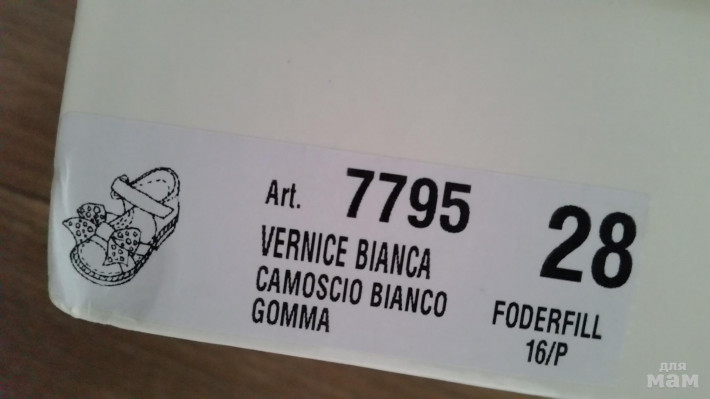 Art. 7795
28
VERNICE BIANCA
CAMOSCIO BIANCO
GOMMA
FODERFILL
16/P
для
мам